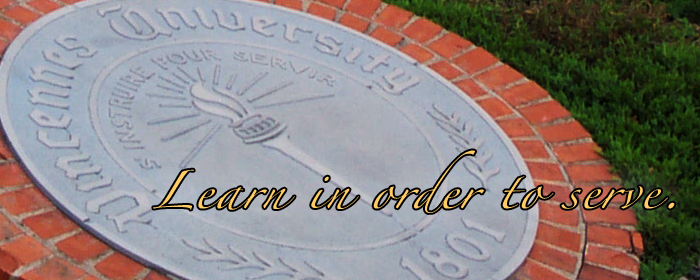 Vincennes University
S'INSTRUIRE POUR SERVIR
1801
Learn in order to serve.